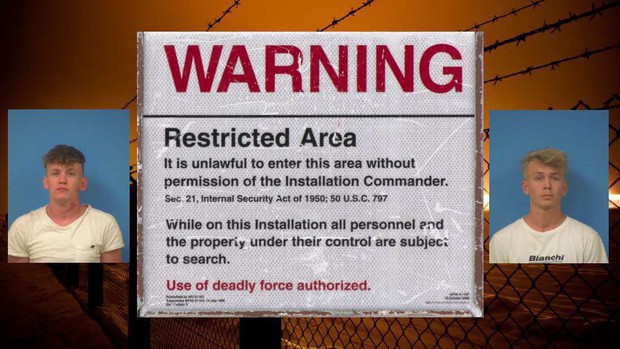 WARNING
Restricted Area
It is unlawful to enter this area without
permission of the Installation Commander.
Sec. 21, Internal Security Act of 1950; 50 U.S.C. 797
While on this Installation all personnel and
the property under their control are subject
to search.
Use of deadly force authorized.
Bianchi